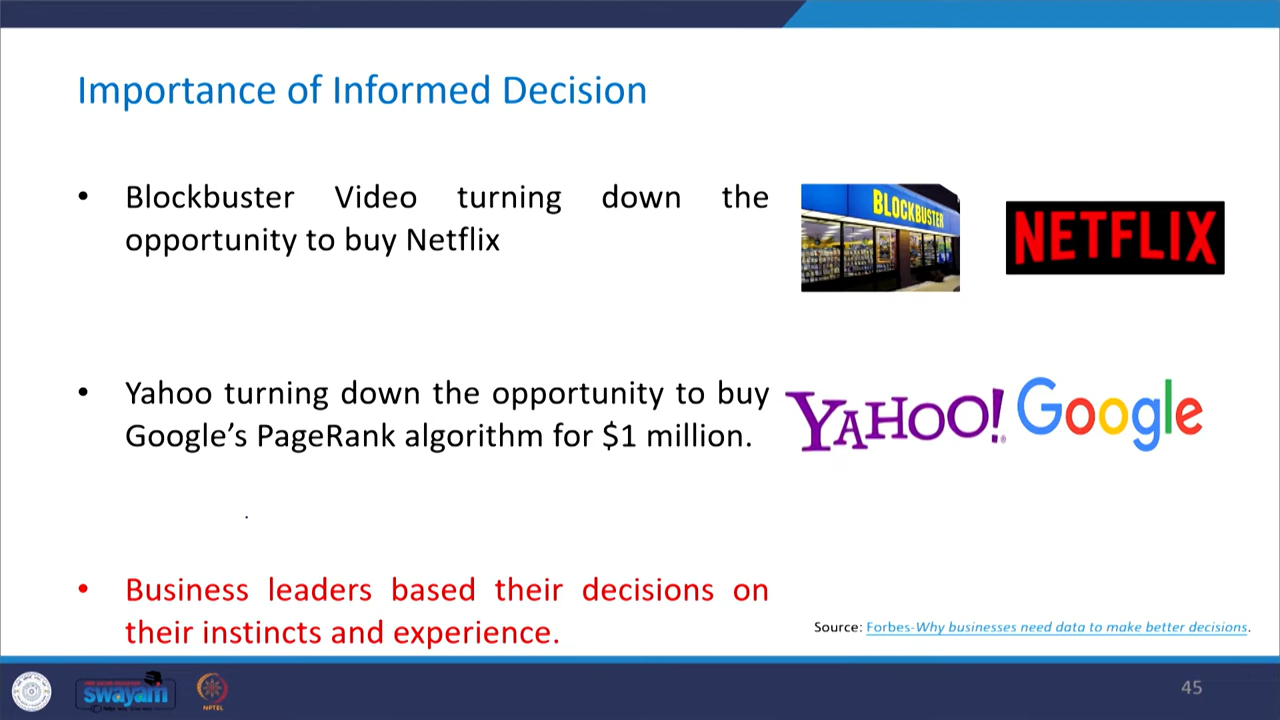 Importance of Informed Decision
• Blockbuster Video turning down the
opportunity to buy Netflix
BLOCKBUSTER
NETFLIX
• Yahoo turning down the opportunity to buy
Google’s PageRank algorithm for $1 million.
YAHOO!
Google
.
• Business leaders based their decisions on
their instincts and experience.
Source: Forbes-Why businesses need data to make better decisions.
swayam
NPTEL
45